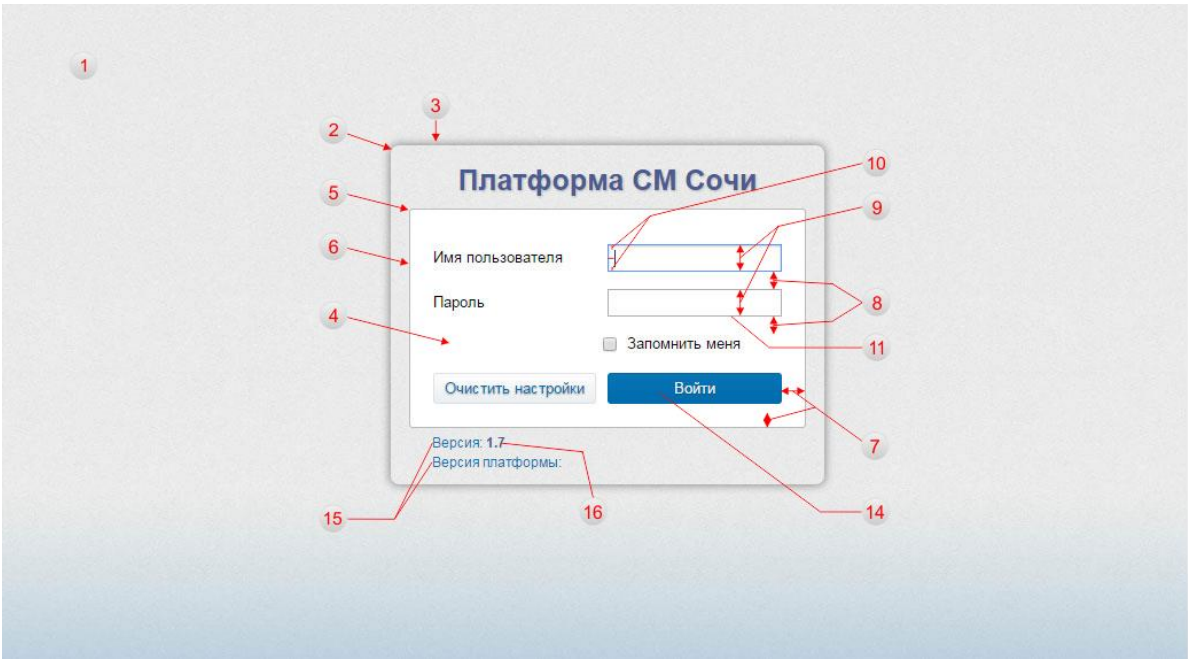 1
3
2
Платформа СМ Сочи
10
5
9
6
Имя пользователя
Пароль
8
4
Запомнить меня
11
Очистить настройки
Войти
Версия: 1.7
7
Версия платформы:
15
16
14